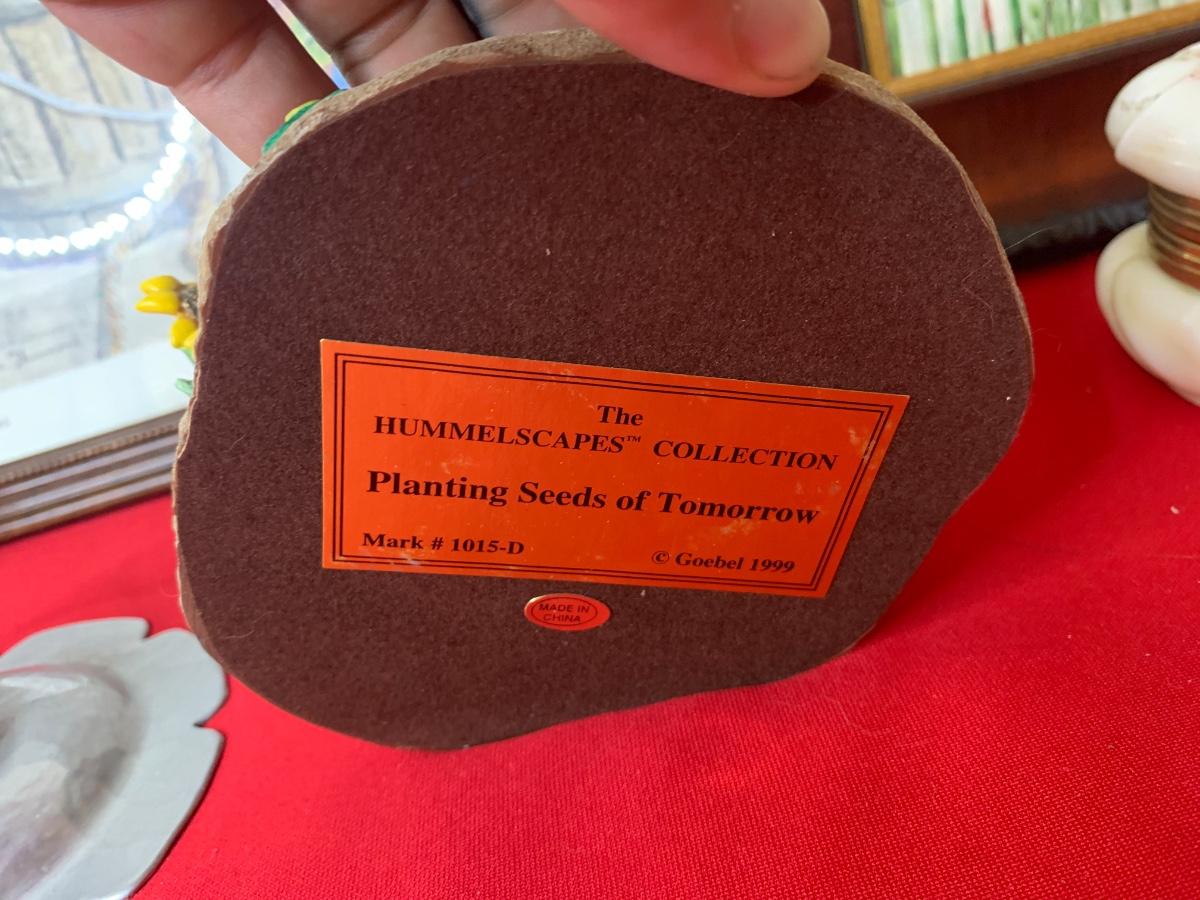 The
HUMMELSCAPES™ COLLECTION
Planting Seeds of Tomorrow
Mark # 1015-D
© Goebel 1999
MADE IN
CHINA